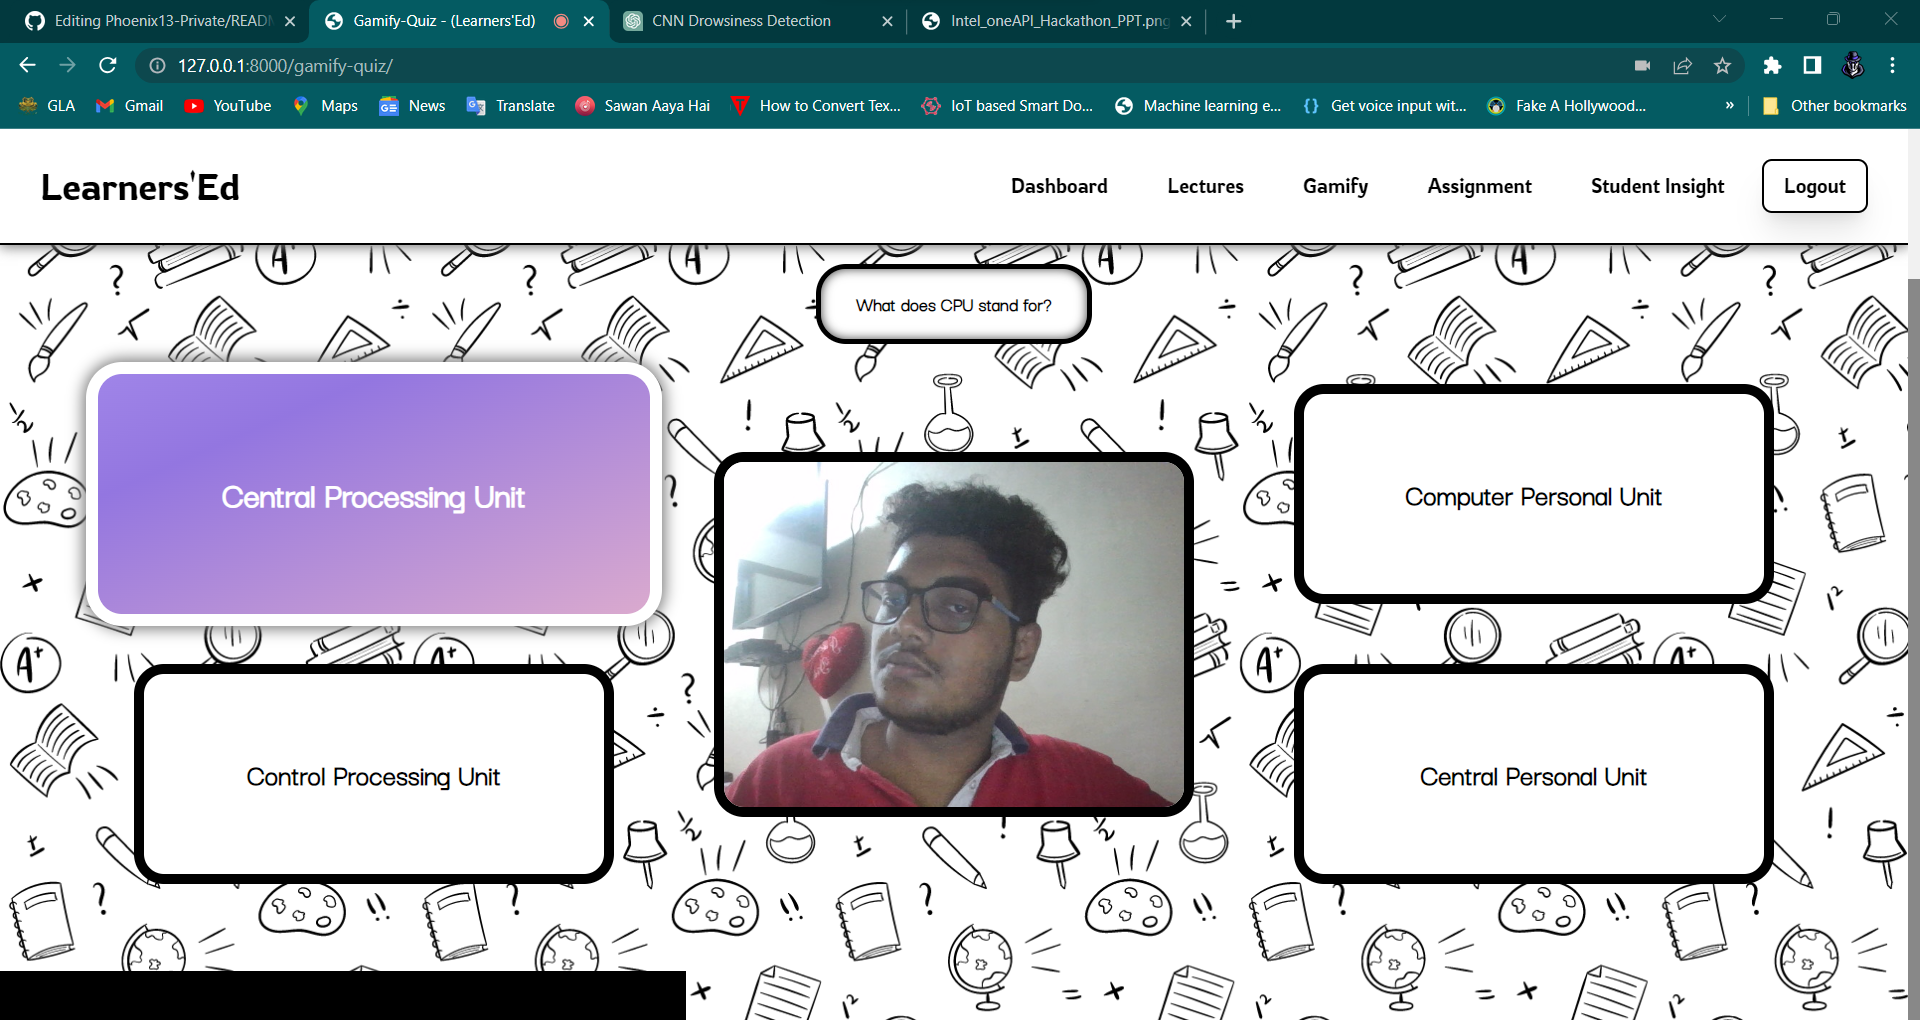 Editing Phoenix13-Private/READ
Gamify-Quiz - (Learners'Ed)
CNN Drowsiness Detection
Intel_oneAPI_Hackathon_PPT.png
127.0.0.1:8000/gamify-quiz/
GLA
Gmail
YouTube
Maps
News
Translate
Sawan Aaya Hai
How to Convert Tex...
IoT based Smart Do...
Machine learning e...
Get voice input wit...
Fake A Hollywood...
»
Other bookmarks
Learners'Ed
Dashboard
Lectures
Gamify
Assignment
Student Insight
Logout
What does CPU stand for?
Central Processing Unit
Computer Personal Unit
Control Processing Unit
Central Personal Unit